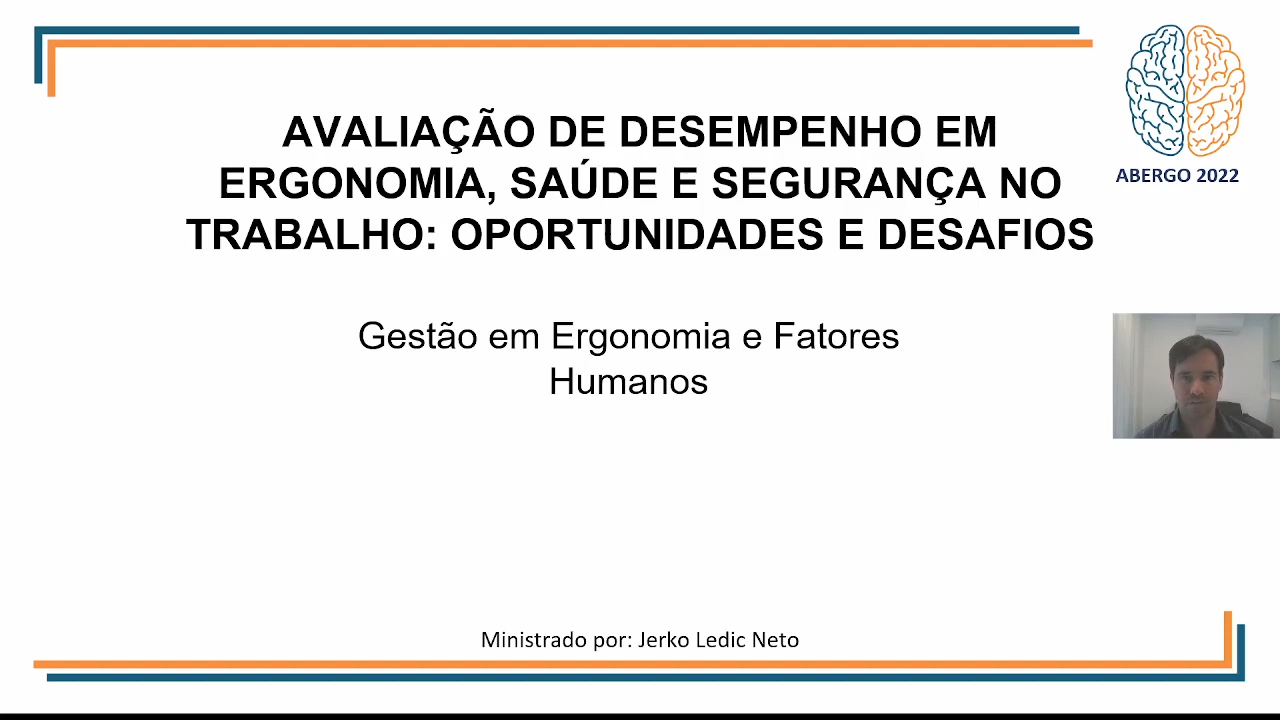 AVALIAÇÃO DE DESEMPENHO EM
ERGONOMIA, SAÚDE E SEGURANÇA NO
TRABALHO: OPORTUNIDADES E DESAFIOS
ABERGO 2022
Gestão em Ergonomia e Fatores
Humanos
Ministrado por: Jerko Ledic Neto